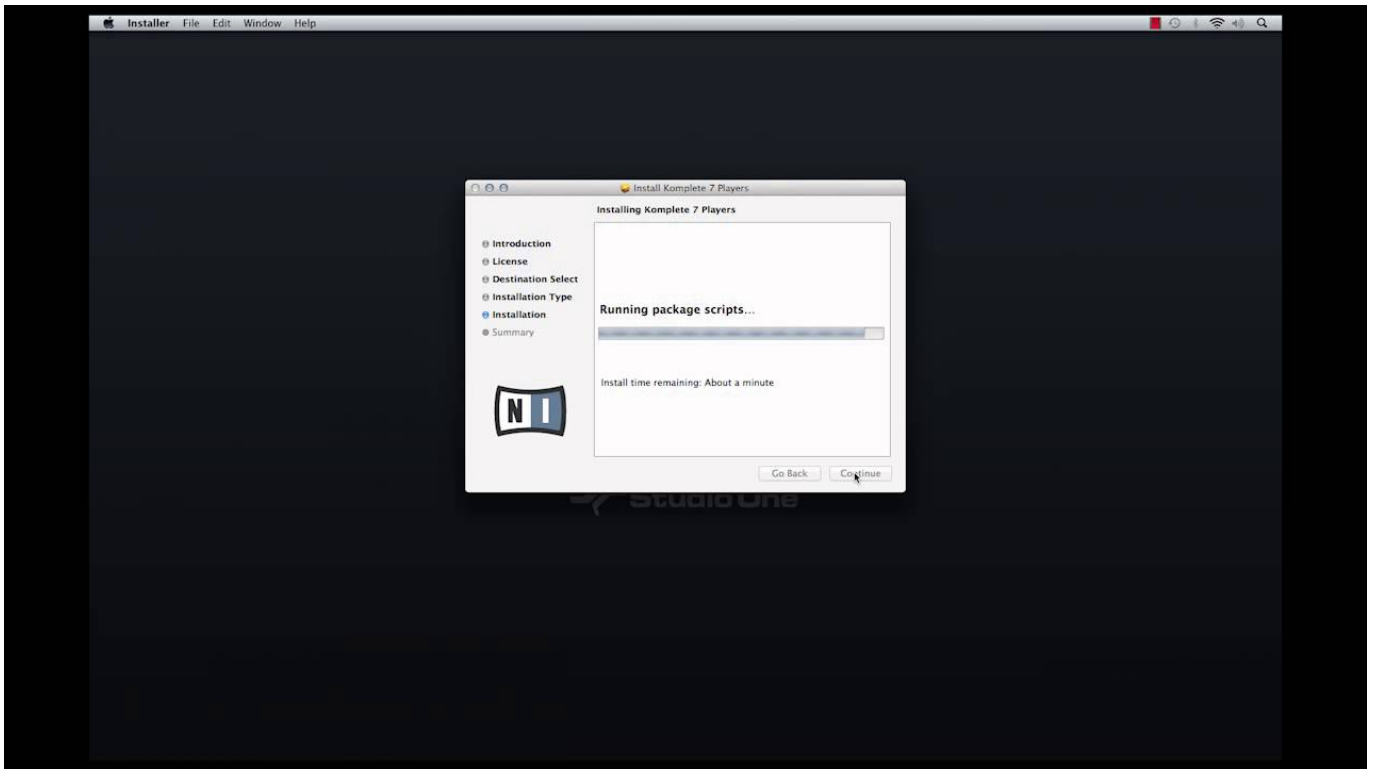 Installer File Edit Window Help
Install Komplete 7 Players
Installing Komplete 7 Players
Introduction
License
Destination Select
Installation Type
Installation
Summary
Running package scripts...
Install time remaining: About a minute
NI
Go Back Continue
Studio One